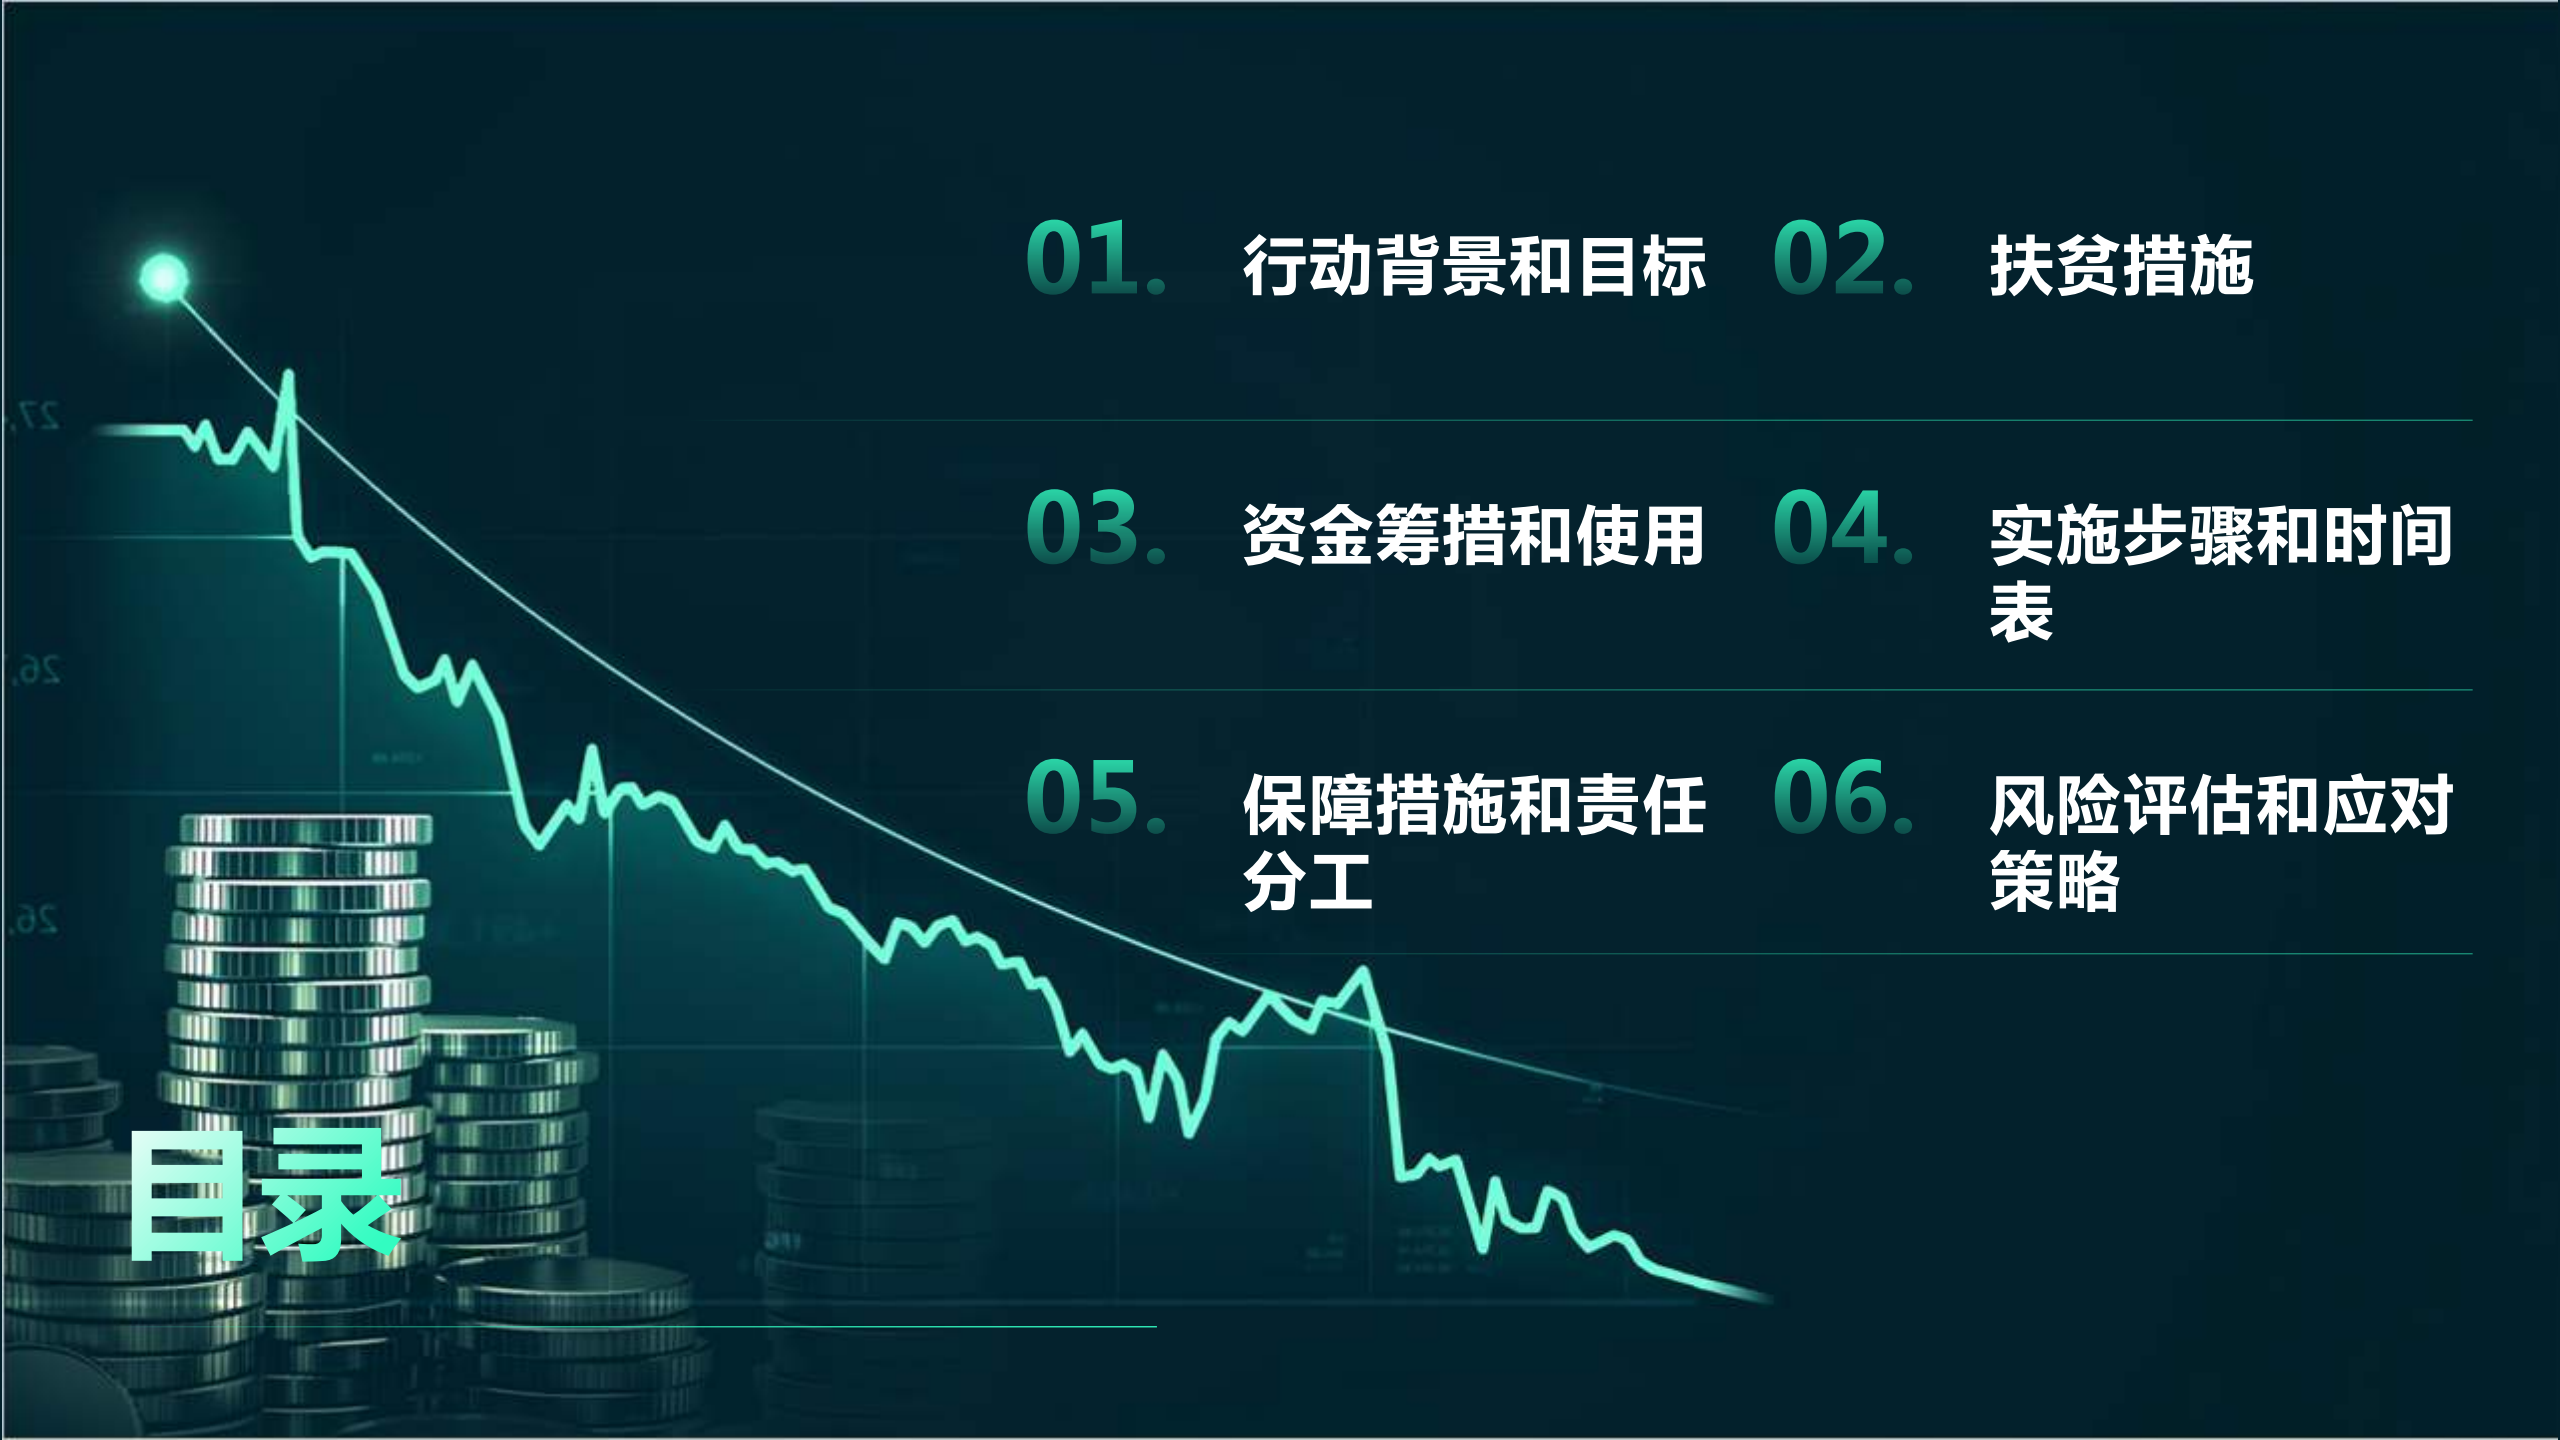 01. 行动背景和目标
02. 扶贫措施
03. 资金筹措和使用
04. 实施步骤和时间
表
05. 保障措施和责任
分工
06. 风险评估和应对
策略
目录